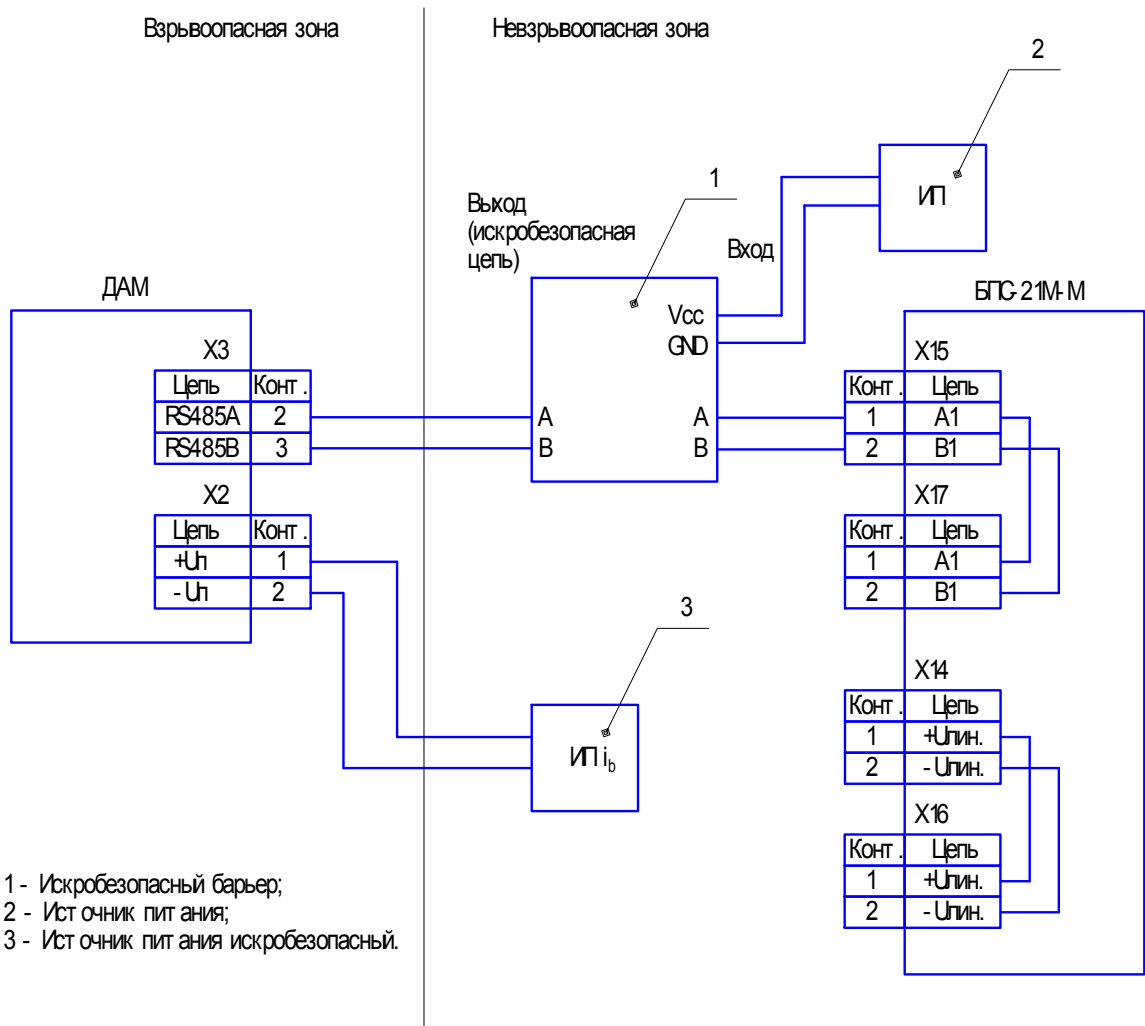 Взрывоопасная зона
Невзрывоопасная зона
2
ИП
1
Выход
(искробезопасная
цепь)
Вход
Vcc
GND
A
B
A
B
ДАМ
X3
Цепь Конт.
RS485A 2
RS485B 3
X2
Цепь Конт.
+Uп 1
- Uп 2
БПС-21М-М
X15
Конт. Цепь
1 A1
2 B1
X17
Конт. Цепь
1 A1
2 B1
X14
Конт. Цепь
1 +Uлин.
2 - Uлин.
X16
Конт. Цепь
1 +Uлин.
2 - Uлин.
3
ИП ib
1 - Искробезопасный барьер;
2 - Источник питания;
3 - Источник питания искробезопасный.